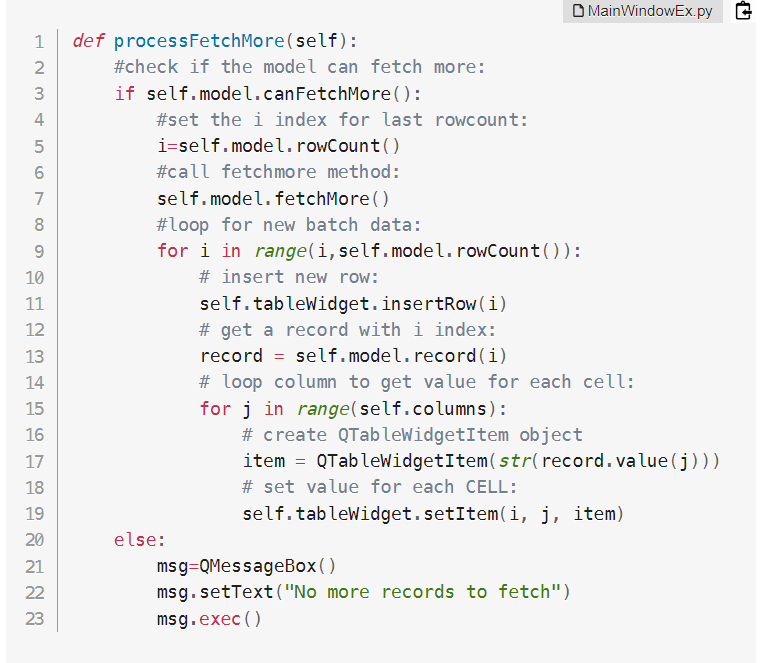 MainWindowEx.py
1 def processFetchMore(self):
2     #check if the model can fetch more:
3     if self.model.canFetchMore():
4         #set the i index for last rowcount:
5         i=self.model.rowCount()
6         #call fetchmore method:
7         self.model.fetchMore()
8         #loop for new batch data:
9         for i in range(i,self.model.rowCount()):
10             # insert new row:
11             self.tableWidget.insertRow(i)
12             # get a record with i index:
13             record = self.model.record(i)
14             # loop column to get value for each cell:
15             for j in range(self.columns):
16                 # create QTableWidgetItem object
17                 item = QTableWidgetItem(str(record.value(j)))
18                 # set value for each CELL:
19                 self.tableWidget.setItem(i, j, item)
20     else:
21         msg=QMessageBox()
22         msg.setText("No more records to fetch")
23         msg.exec()